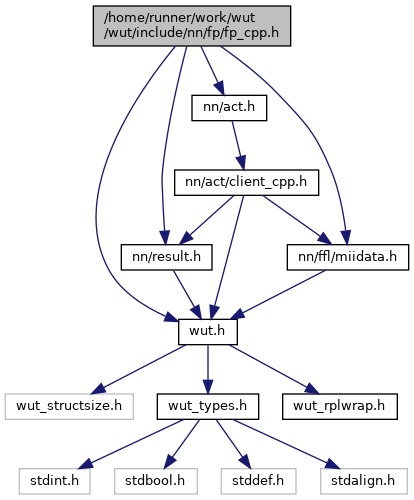 /home/runner/work/wut
/wut/include/nn/fp/fp_cpp.h
nn/act.h
nn/act/client_cpp.h
nn/result.h
nn/ffl/miidata.h
wut.h
wut_structsize.h
wut_types.h
wut_rplwrap.h
stdint.h
stdbool.h
stddef.h
stdalign.h